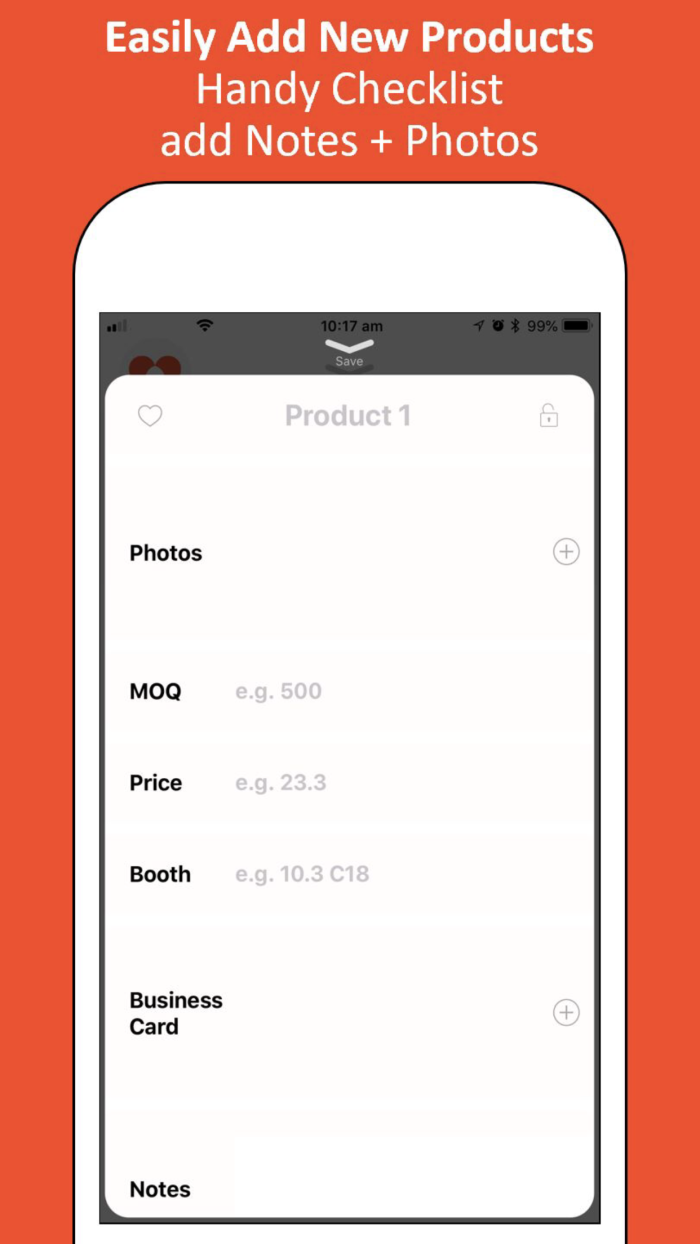 Easily Add New Products
Handy Checklist
add Notes + Photos
10:17 am
99%
Save
Product 1
Photos
MOQ e.g. 500
Price e.g. 23.3
Booth e.g. 10.3 C18
Business
Card
Notes